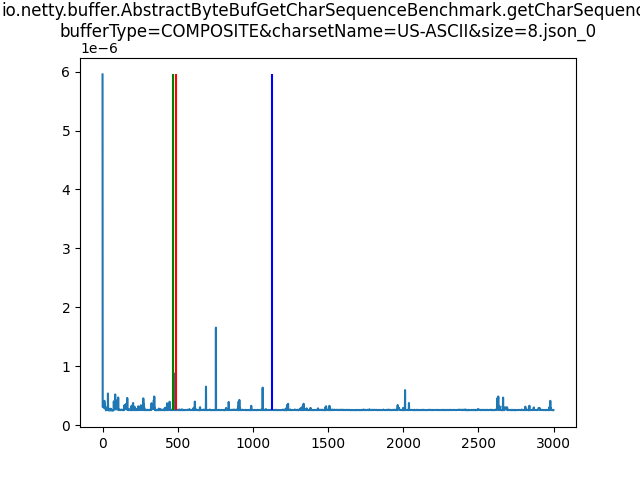 io.netty.buffer.AbstractByteBufGetCharSequenceBenchmark.getCharSequenc
bufferType=COMPOSITE&charsetName=US-ASCII&size=8.json_0
1e−6
6
5
4
3
2
1
0
0 500 1000 1500 2000 2500 3000